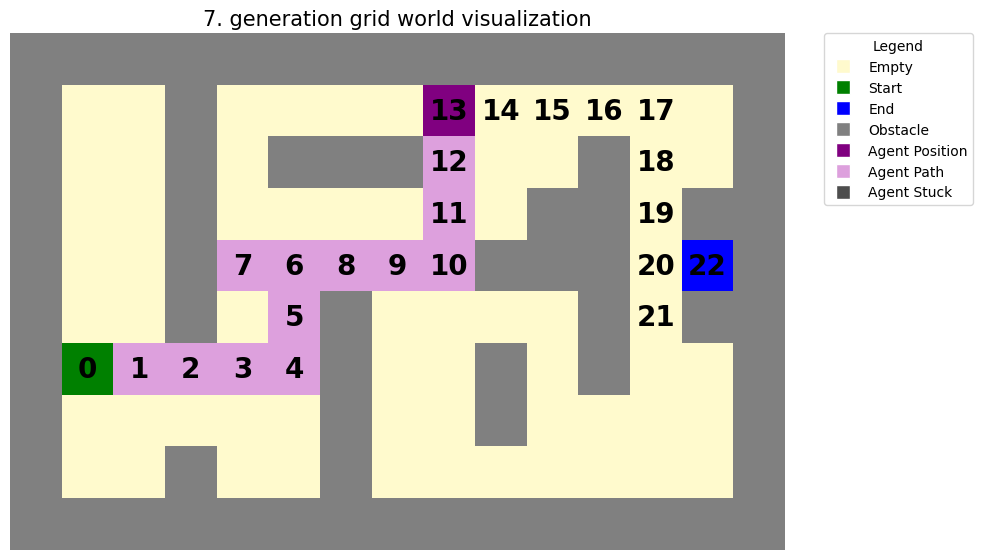 7. generation grid world visualization
Legend
Empty
Start
End
Obstacle
Agent Position
Agent Path
Agent Stuck
13 14 15 16 17
12 18
11 19
7 6 8 9 10 20 22
5 21
0 1 2 3 4